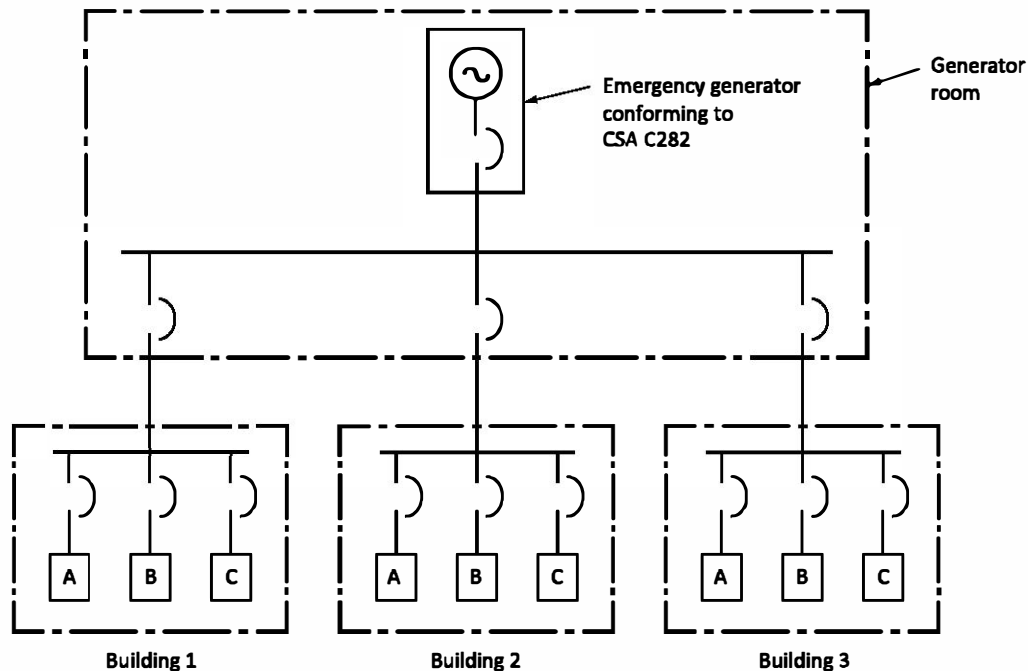 Emergency generator
conforming to
CSA C282
Generator
room
A
B
C
A
B
C
A
B
C
Building 1
Building 2
Building 3